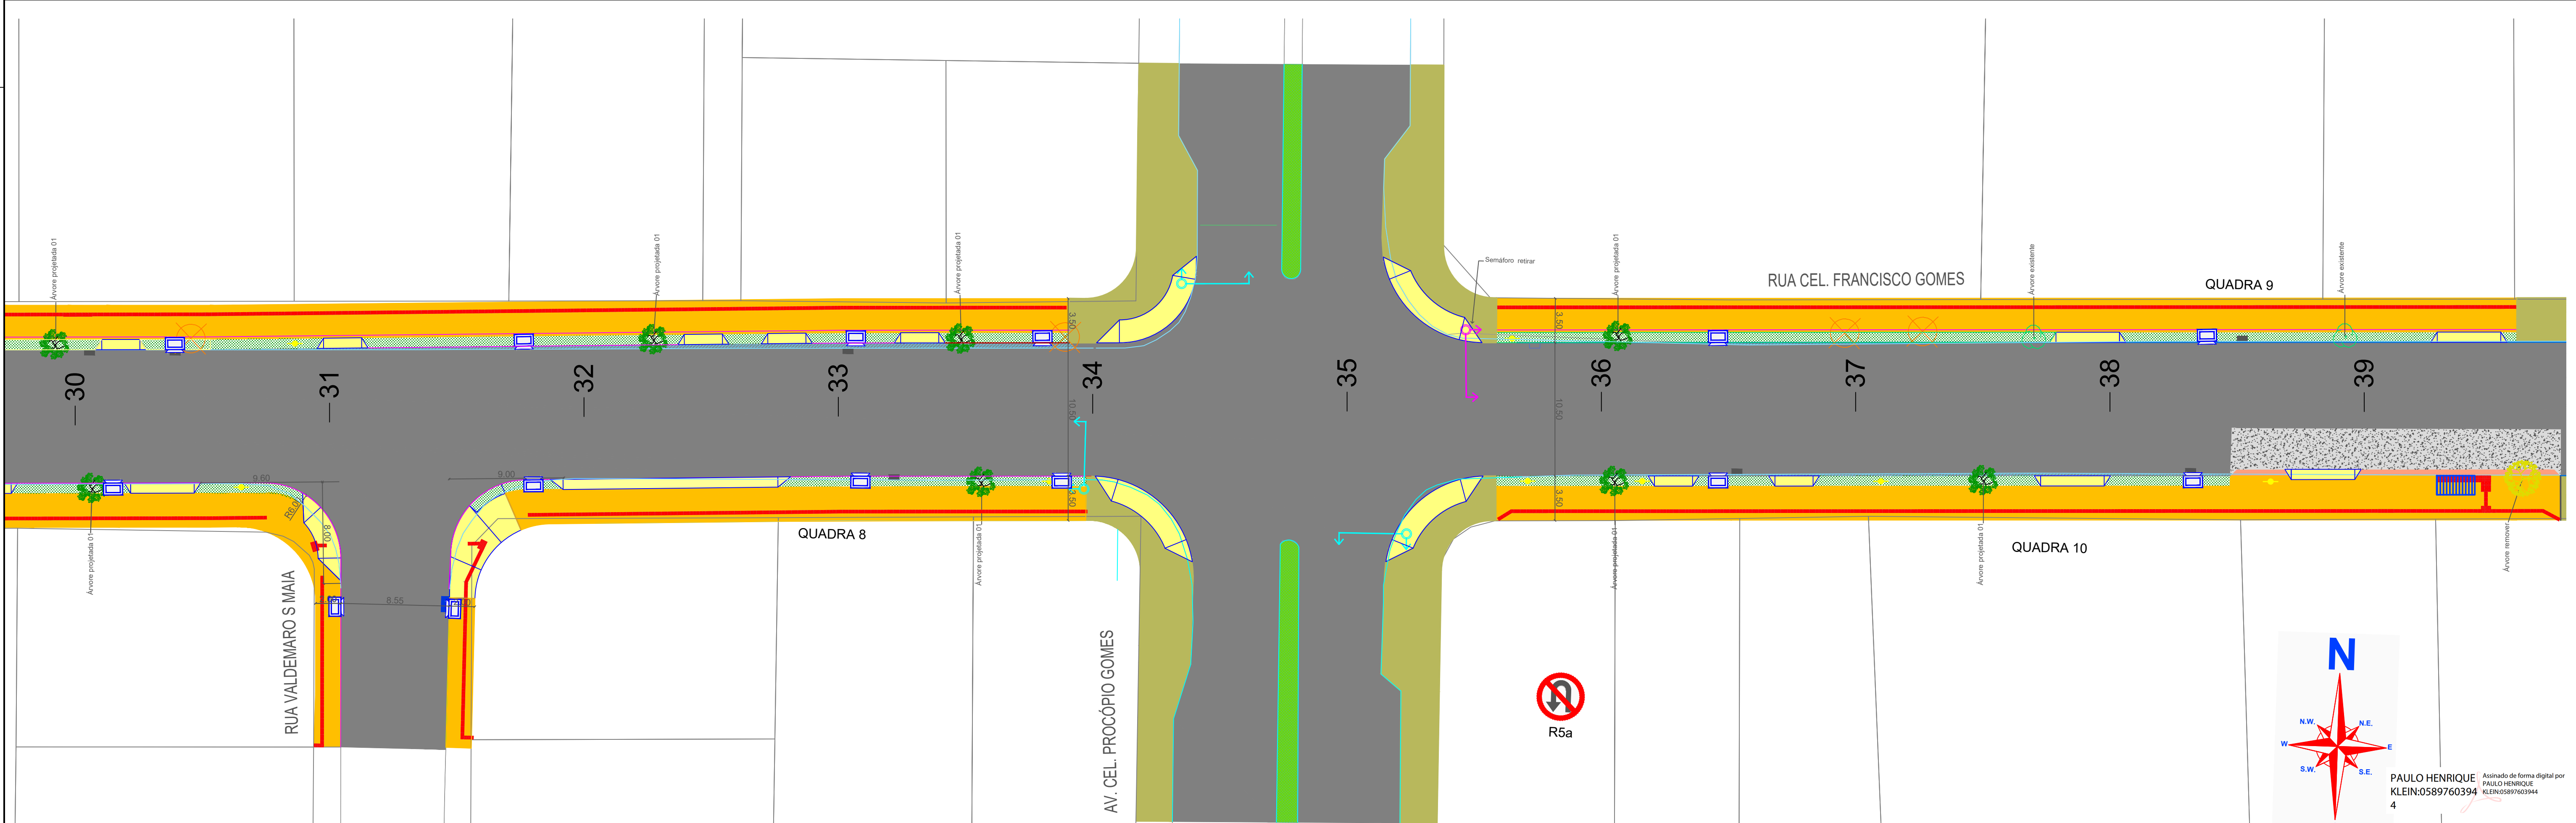 Árvore projetada 01
Árvore projetada 01
Árvore projetada 01
Semáforo retirar
Árvore projetada 01
RUA CEL. FRANCISCO GOMES
Árvore existente
QUADRA 9
Árvore existente
3.50
3.50
30
31
32
33
34
35
36
37
38
39
10.50
10.50
9.60
9.00
R6.0
8.00
3.50
3.50
QUADRA 8
QUADRA 10
Árvore projetada 01
Árvore projetada 01
Árvore projetada 01
Árvore projetada 01
Árvore remover
8.55
RUA VALDEMARO S MAIA
AV. CEL. PROCÓPIO GOMES
R5a
N
N.W.
N.E.
W
E
S.W.
S.E.
PAULO HENRIQUE
KLEIN:0589760394
4
Assinado de forma digital por
PAULO HENRIQUE
KLEIN:05897603944